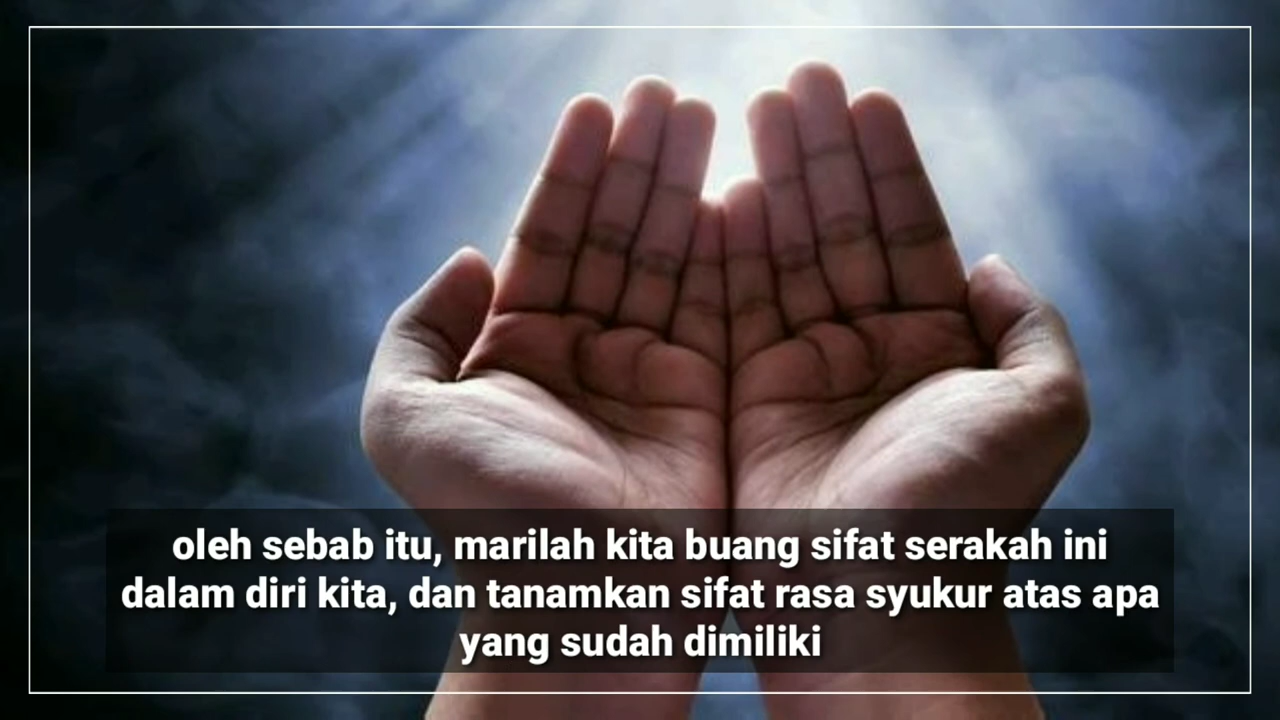 oleh sebab itu, marilah kita buang sifat serakah ini
dalam diri kita, dan tanamkan sifat rasa syukur atas apa
yang sudah dimiliki